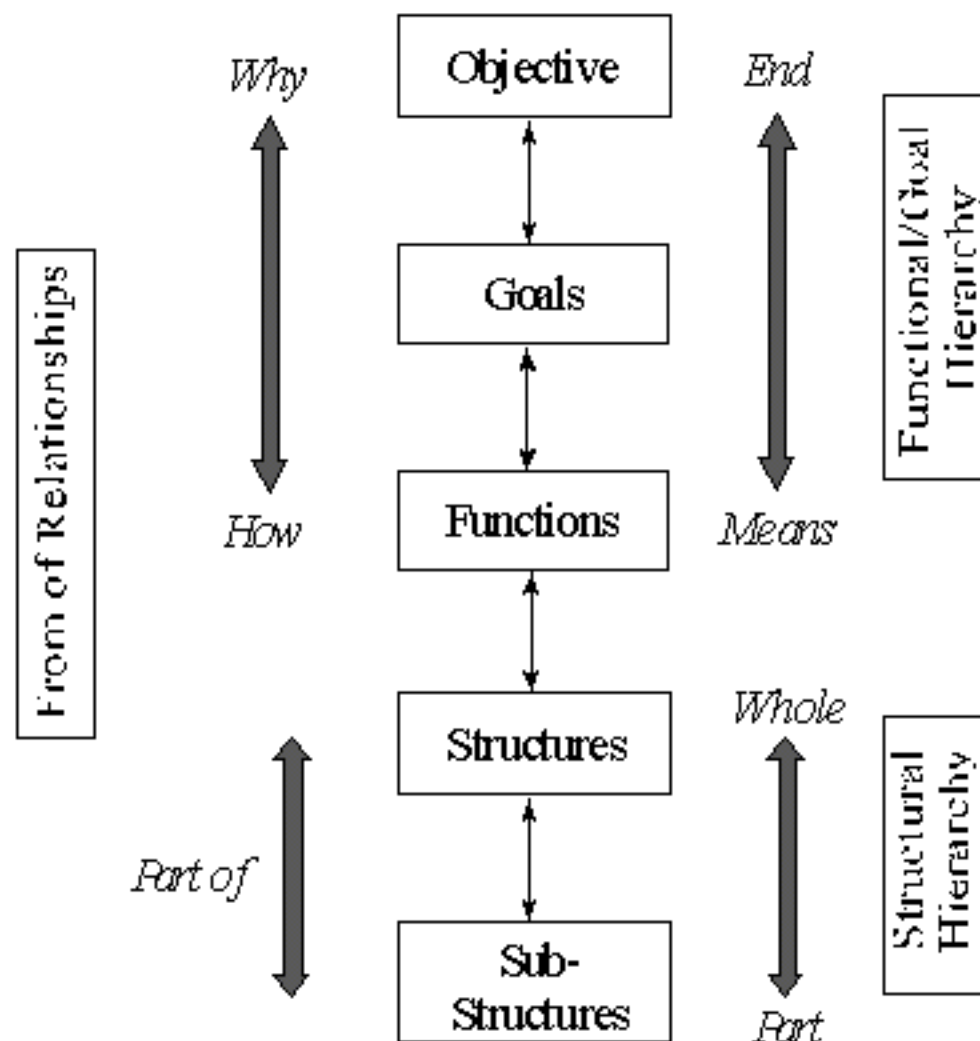 Why
Objective
End
Goals
How
Functions
Means
From of Relationships
Functional/Goal
Hierarchy
Structures
Whole
Part of
Sub-
Structures
Part
Structural
Hierarchy